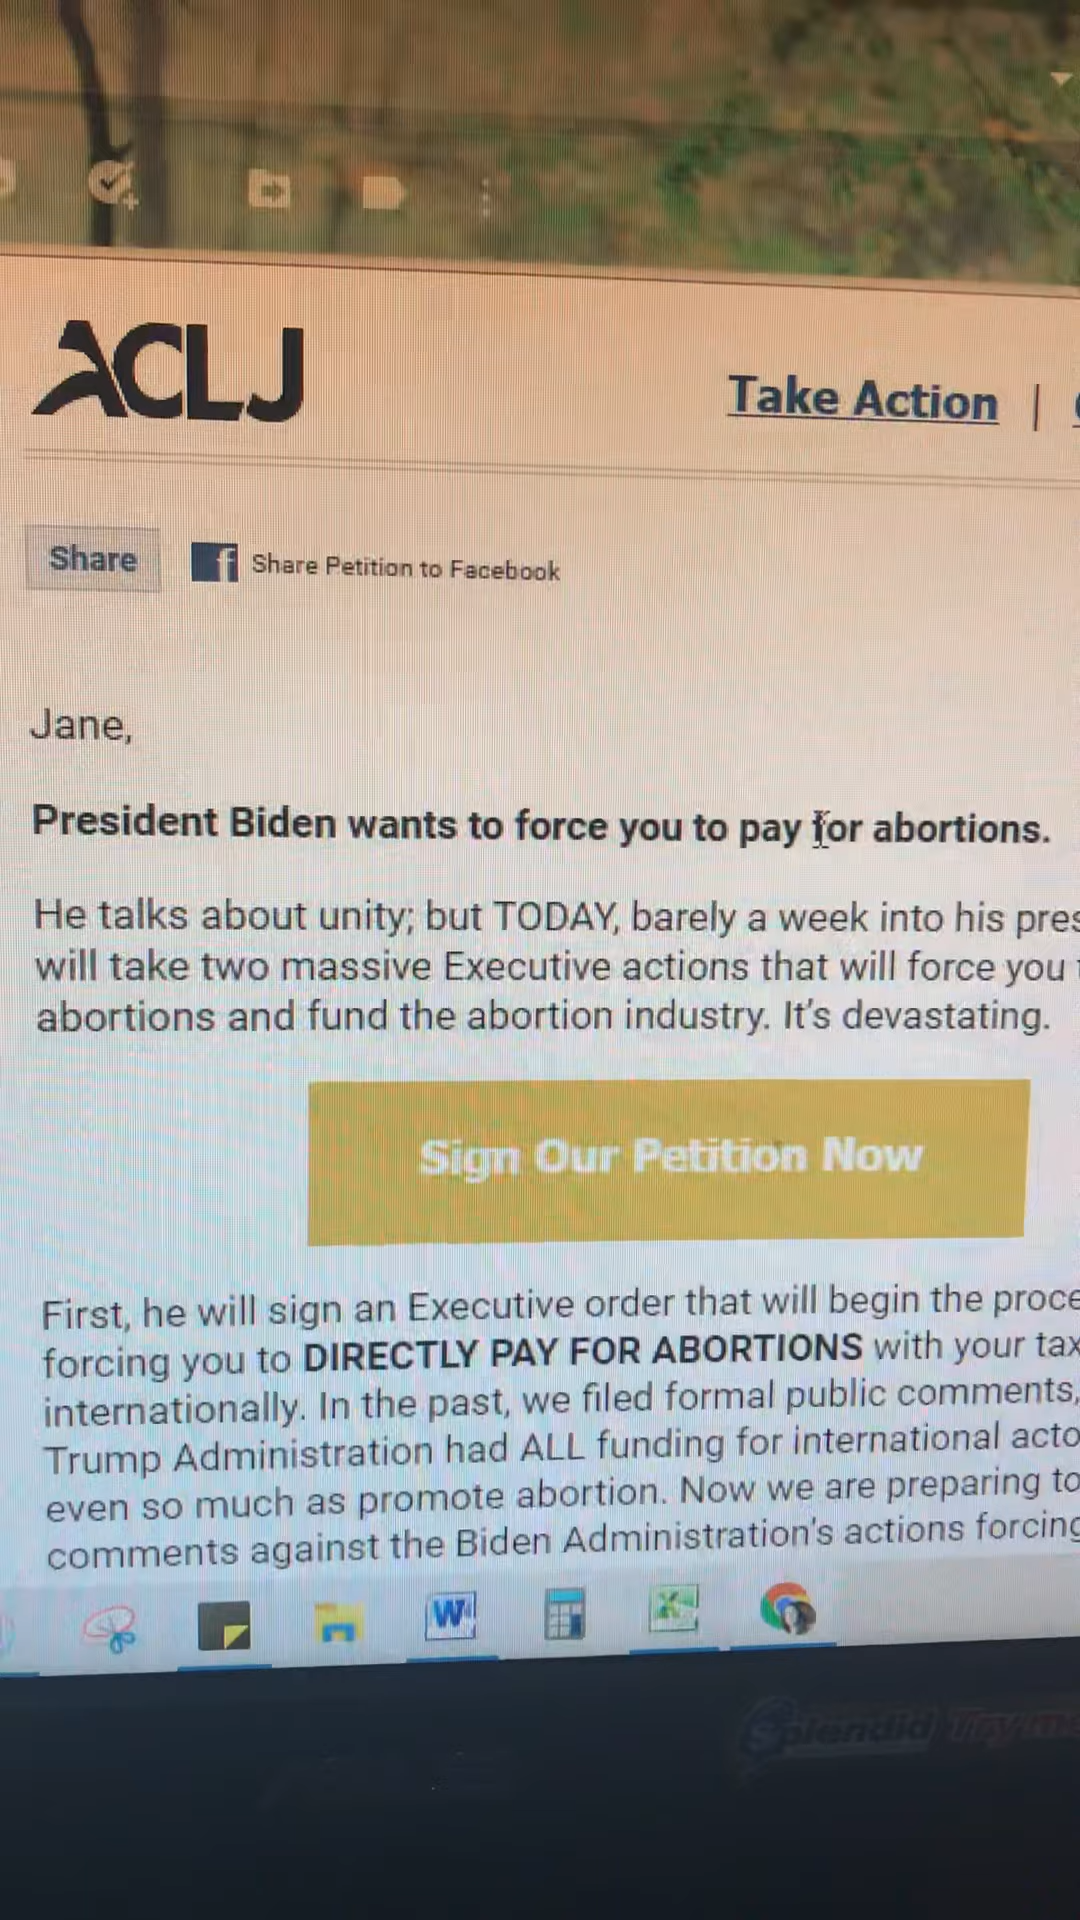 ACLJ
Take Action |
Share
f Share Petition to Facebook
Jane,
President Biden wants to force you to pay for abortions.
He talks about unity; but TODAY, barely a week into his pres
will take two massive Executive actions that will force you
abortions and fund the abortion industry. It's devastating.
Sign Our Petition Now
First, he will sign an Executive order that will begin the proce
forcing you to DIRECTLY PAY FOR ABORTIONS with your tax
internationally. In the past, we filed formal public comments,
Trump Administration had ALL funding for international acto
even so much as promote abortion. Now we are preparing to
comments against the Biden Administration's actions forcing
W
X
Splendid